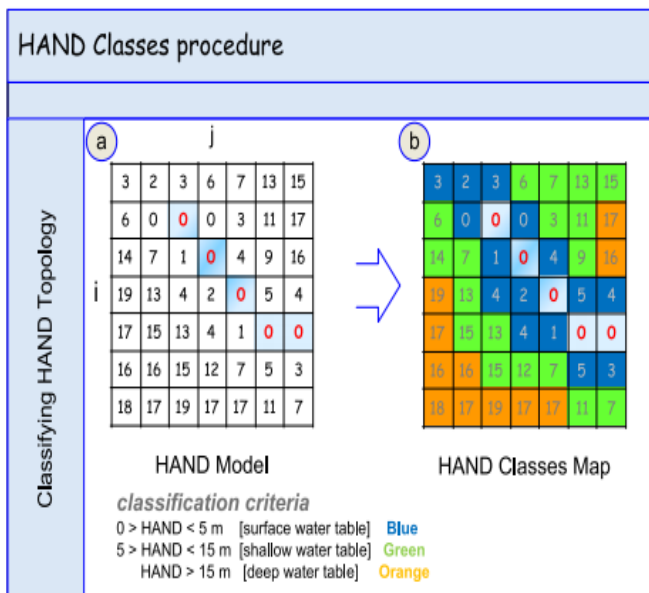 HAND Classes procedure
Classifying HAND Topology
a
j
i
3 2 3 6 7 13 15
6 0 0 0 3 11 17
14 7 1 0 4 9 16
19 13 4 2 0 5 4
17 15 13 4 1 0 0
16 16 15 12 7 5 3
18 17 19 17 17 11 7
HAND Model
b
3 2 3 6 7 13 15
6 0 0 0 3 11 17
14 7 1 0 4 9 16
19 13 4 2 0 5 4
17 15 13 4 1 0 0
16 16 15 12 7 5 3
18 17 19 17 17 11 7
HAND Classes Map
classification criteria
0 > HAND < 5 m [surface water table] Blue
5 > HAND < 15 m [shallow water table] Green
HAND > 15 m [deep water table] Orange